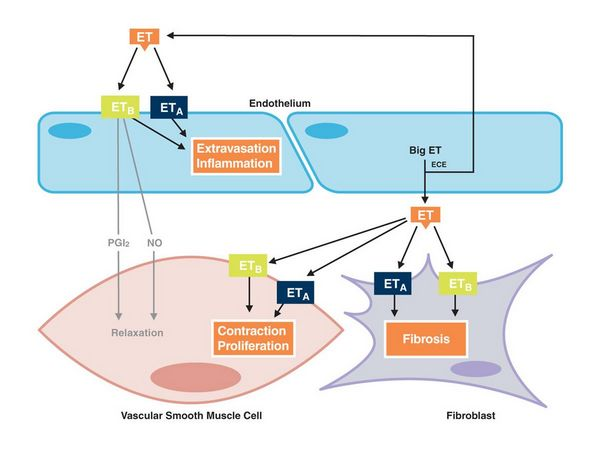 ET
ETB
ETA
Endothelium
Extravasation
Inflammation
Big ET
ECE
ET
PGI2
NO
ETB
ETA
ETA
ETB
Relaxation
Contraction
Proliferation
Fibrosis
Vascular Smooth Muscle Cell
Fibroblast